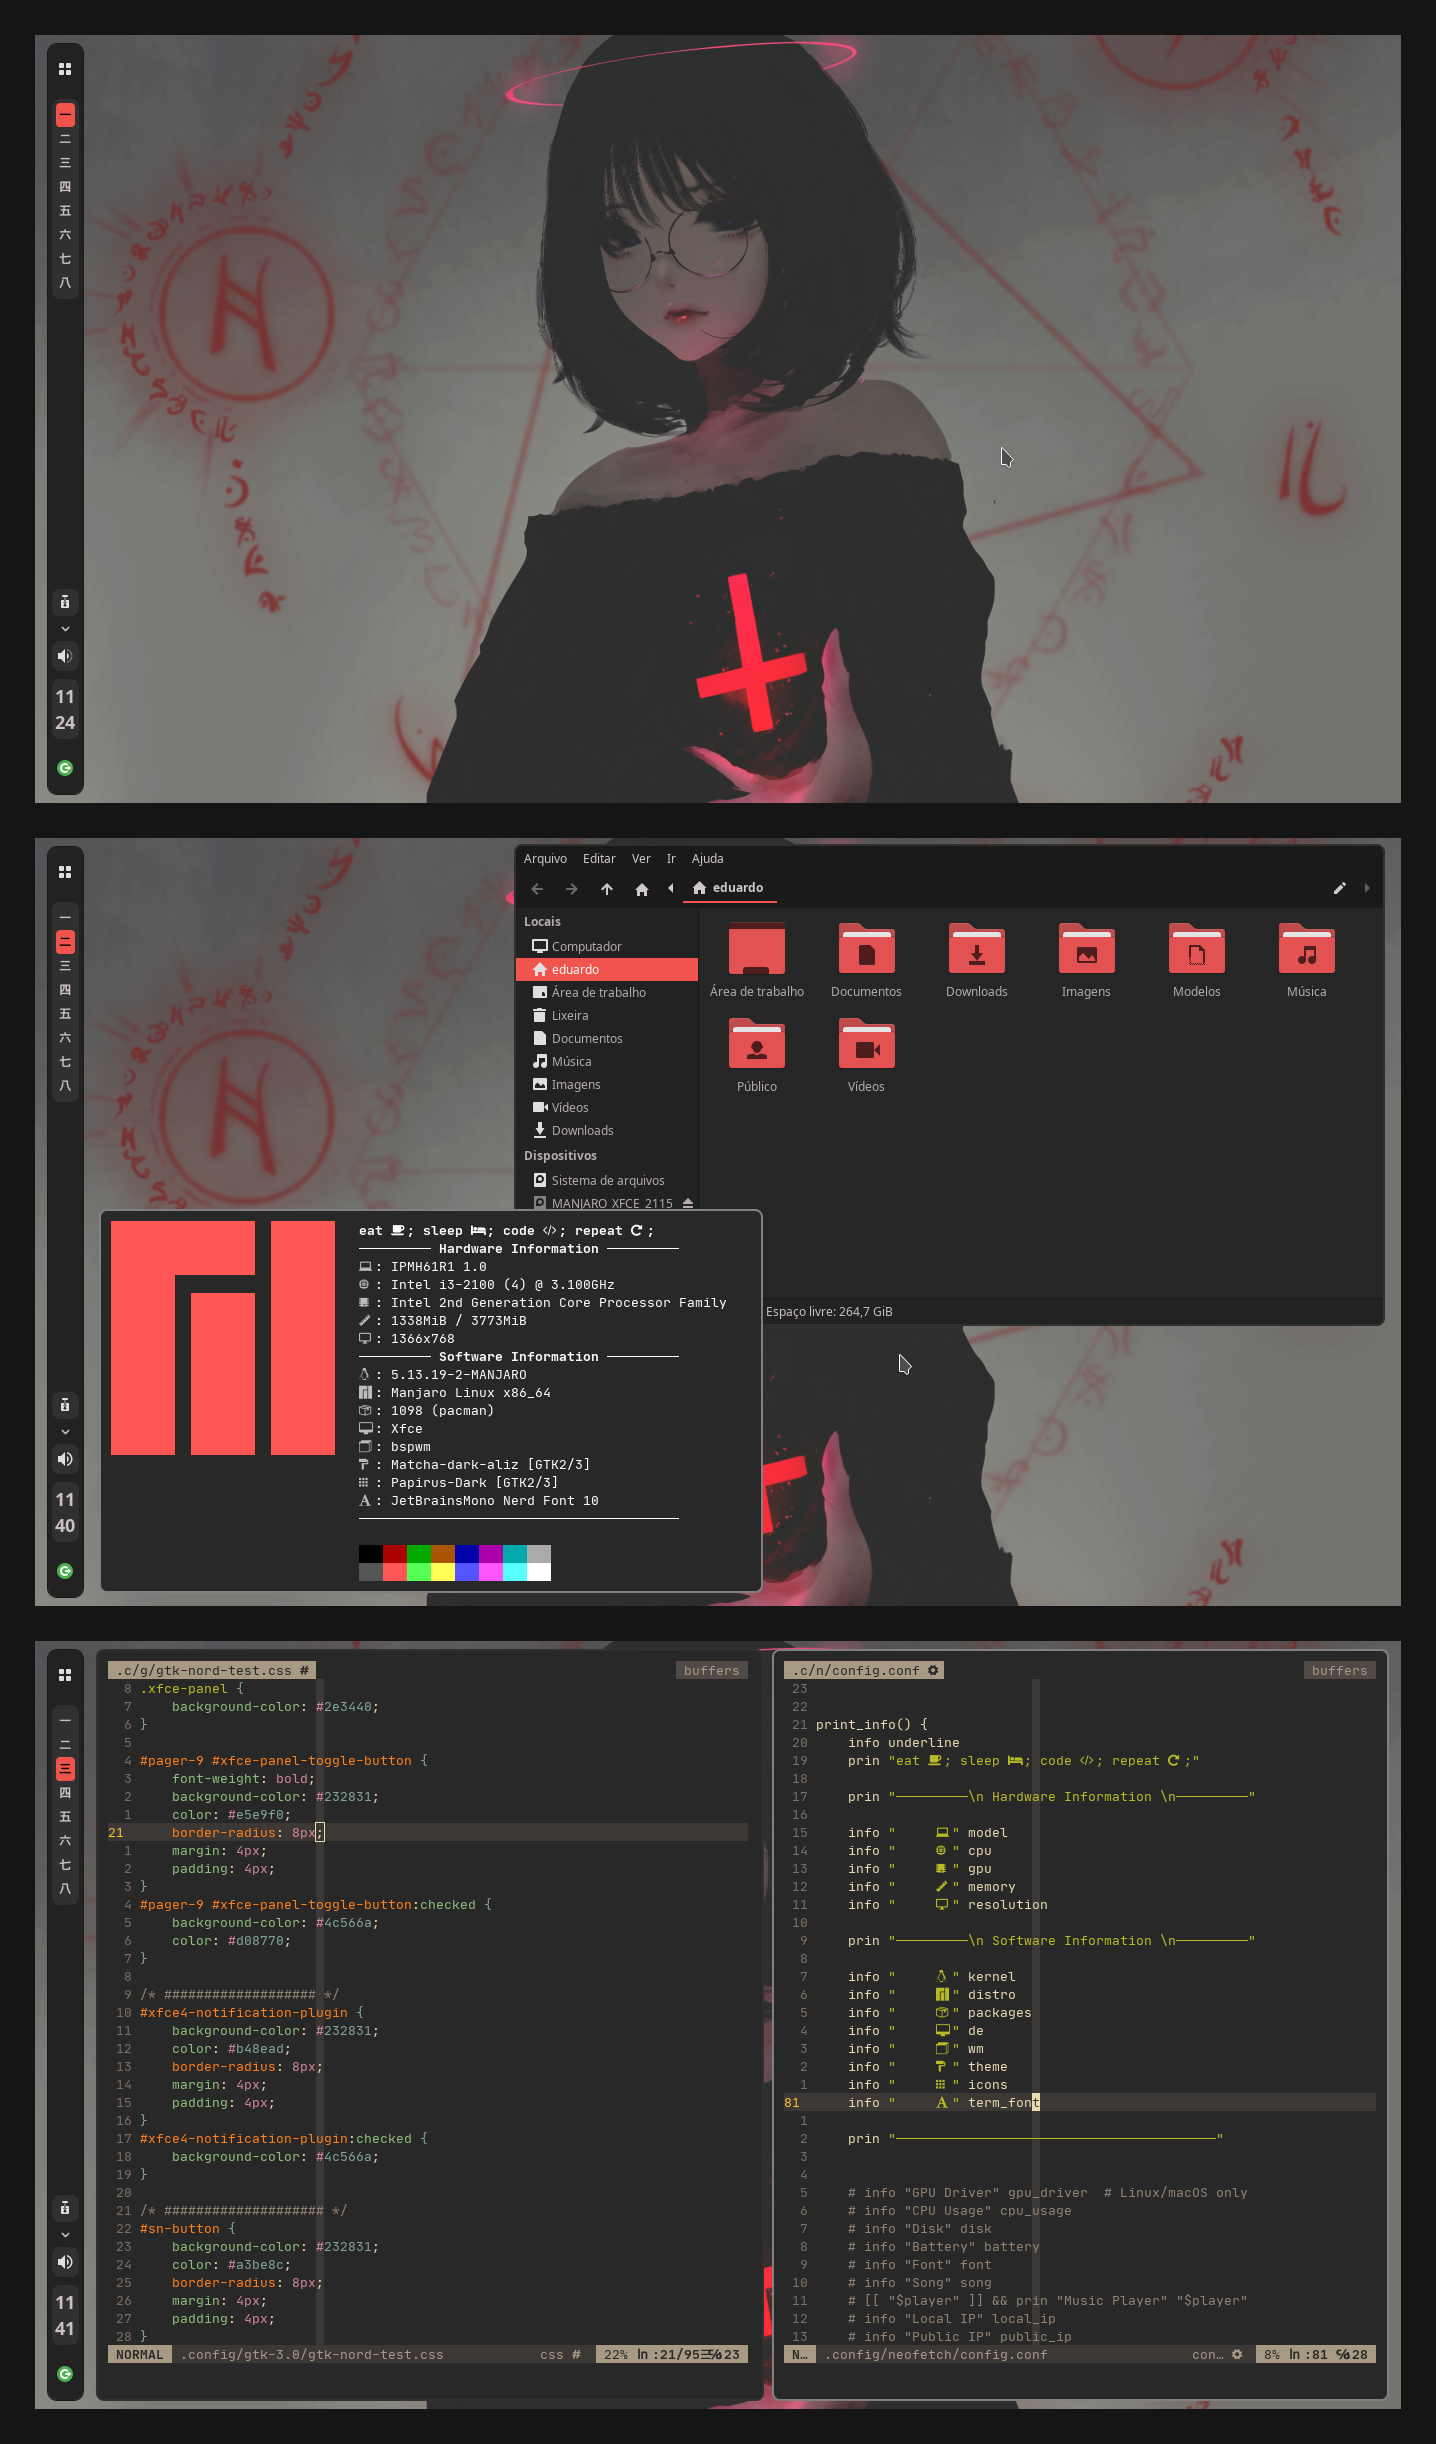 一
二
三
四
五
六
七
八
11
24
一
二
三
四
五
六
七
八
11
40
Arquivo Editar Ver Ir Ajuda
eduardo
Locais
Computador
eduardo
Área de trabalho
Lixeira
Documentos
Música
Imagens
Vídeos
Downloads
Dispositivos
Sistema de arquivos
MANJARO XFCE 2115
Área de trabalho Documentos Downloads Imagens Modelos Música
Público Vídeos
Espaço livre: 264,7 GiB
eat ; sleep ; code </>; repeat ;
Hardware Information
: IPMH61R1 1.0
: Intel i3-2100 (4) @ 3.100GHz
: Intel 2nd Generation Core Processor Family
: 1338MiB / 3773MiB
: 1366x768
Software Information
: 5.13.19-2-MANJARO
: Manjaro Linux x86_64
: 1098 (pacman)
: Xfce
: bspwm
: Matcha-dark-aliz [GTK2/3]
: Papirus-Dark [GTK2/3]
A : JetBrainsMono Nerd Font 10
一
二
三
四
五
六
七
八
11
41
.c/g/gtk-nord-test.css # buffers
8 .xfce-panel {
7 background-color: #2e3440;
6 }
5
4 #pager-9 #xfce-panel-toggle-button {
3 font-weight: bold;
2 background-color: #232831;
1 color: #e5e9f0;
21 border-radius: 8px;
1 margin: 4px;
2 padding: 4px;
3 }
4 #pager-9 #xfce-panel-toggle-button:checked {
5 background-color: #4c566a;
6 color: #d08770;
7 }
8
9 /* ################### */
10 #xfce4-notification-plugin {
11 background-color: #232831;
12 color: #b48ead;
13 border-radius: 8px;
14 margin: 4px;
15 padding: 4px;
16 }
17 #xfce4-notification-plugin:checked {
18 background-color: #4c566a;
19 }
20
21 /* #################### */
22 #sn-button {
23 background-color: #232831;
24 color: #a3be8c;
25 border-radius: 8px;
26 margin: 4px;
27 padding: 4px;
28 }
NORMAL .config/gtk-3.0/gtk-nord-test.css css # 22% ln :21/95☰℅23
.c/n/config.conf buffers
23
22
21 print_info() {
20 info underline
19 prin "eat ; sleep ; code </>; repeat ;"
18
17 prin "─────────\n Hardware Information \n─────────"
16
15 info " " model
14 info " " cpu
13 info " " gpu
12 info " " memory
11 info " " resolution
10
9 prin "─────────\n Software Information \n─────────"
8
7 info " " kernel
6 info " " distro
5 info " " packages
4 info " " de
3 info " " wm
2 info " " theme
1 info " " icons
81 info " A " term_font
1
2 prin "────────────────────────────────────────"
3
4
5 # info "GPU Driver" gpu_driver # Linux/macOS only
6 # info "CPU Usage" cpu_usage
7 # info "Disk" disk
8 # info "Battery" battery
9 # info "Font" font
10 # info "Song" song
11 # [[ "$player" ]] && prin "Music Player" "$player"
12 # info "Local IP" local_ip
13 # info "Public IP" public_ip
N… .config/neofetch/config.conf con… 8% ln :81 ℅28